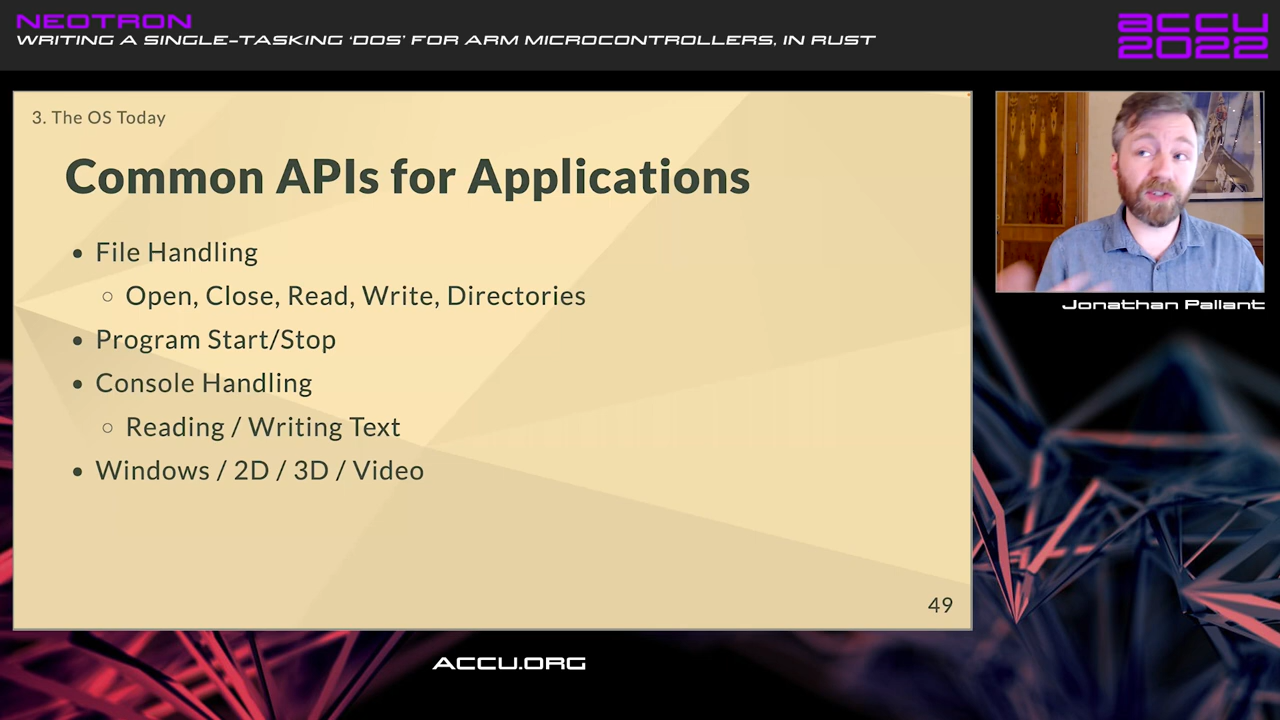 NEOTRON
WRITING A SINGLE-TASKING 'DOS' FOR ARM MICROCONTROLLERS, IN RUST
ACCU
2022
3. The OS Today
Common APIs for Applications
• File Handling
○ Open, Close, Read, Write, Directories
• Program Start/Stop
• Console Handling
○ Reading / Writing Text
• Windows / 2D / 3D / Video
49
Jonathan Pallant
ACCU.ORG